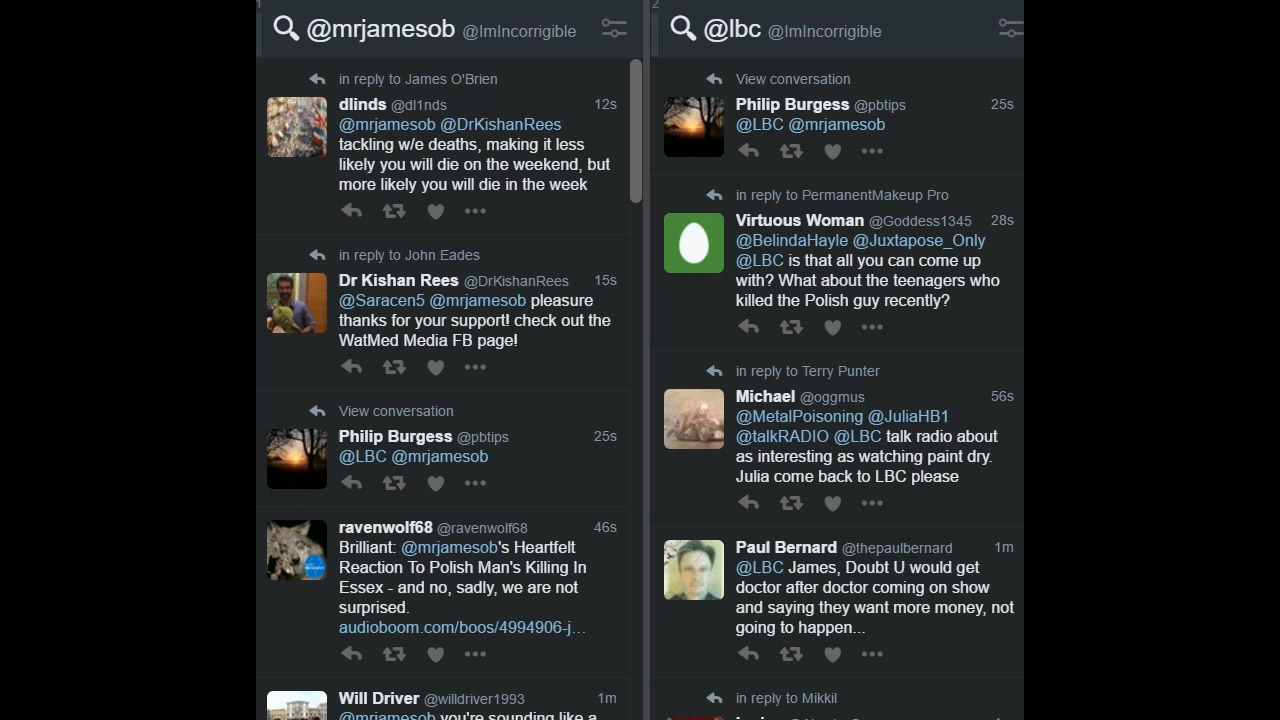 1
@mrjamesob @ImIncorrigible
in reply to James O'Brien
dlinds @dl1nds 12s
@mrjamesob @DrKishanRees
tackling w/e deaths, making it less
likely you will die on the weekend, but
more likely you will die in the week
in reply to John Eades
Dr Kishan Rees @DrKishanRees 15s
@Saracen5 @mrjamesob pleasure
thanks for your support! check out the
WatMed Media FB page!
View conversation
Philip Burgess @pbtips 25s
@LBC @mrjamesob
ravenwolf68 @ravenwolf68 46s
Brilliant: @mrjamesob's Heartfelt
Reaction To Polish Man's Killing In
Essex - and no, sadly, we are not
surprised.
audioboom.com/boos/4994906-j...
Will Driver @willdriver1993 1m
@mrjamesob you're sounding like a
2
@lbc @ImIncorrigible
View conversation
Philip Burgess @pbtips 25s
@LBC @mrjamesob
in reply to PermanentMakeup Pro
Virtuous Woman @Goddess1345 28s
@BelindaHayle @Juxtapose_Only
@LBC is that all you can come up
with? What about the teenagers who
killed the Polish guy recently?
in reply to Terry Punter
Michael @oggmus 56s
@MetalPoisoning @JuliaHB1
@talkRADIO @LBC talk radio about
as interesting as watching paint dry.
Julia come back to LBC please
Paul Bernard @thepaulbernard 1m
@LBC James, Doubt U would get
doctor after doctor coming on show
and saying they want more money, not
going to happen...
in reply to Mikkil